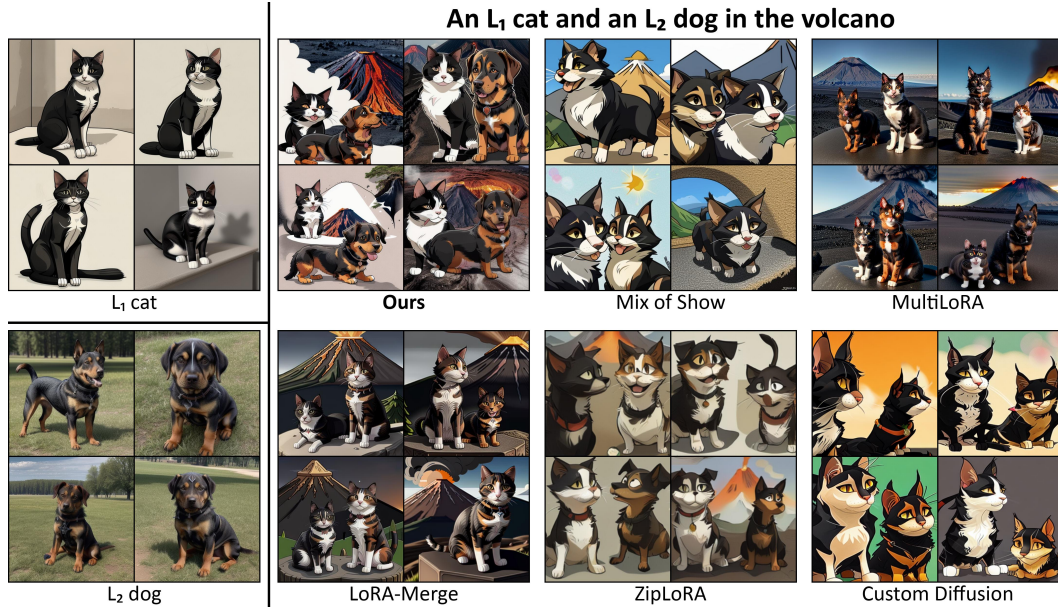 An L₁ cat and an L₂ dog in the volcano
L₁ cat
Ours
Mix of Show
MultiLoRA
L₂ dog
LoRA-Merge
ZipLoRA
Custom Diffusion